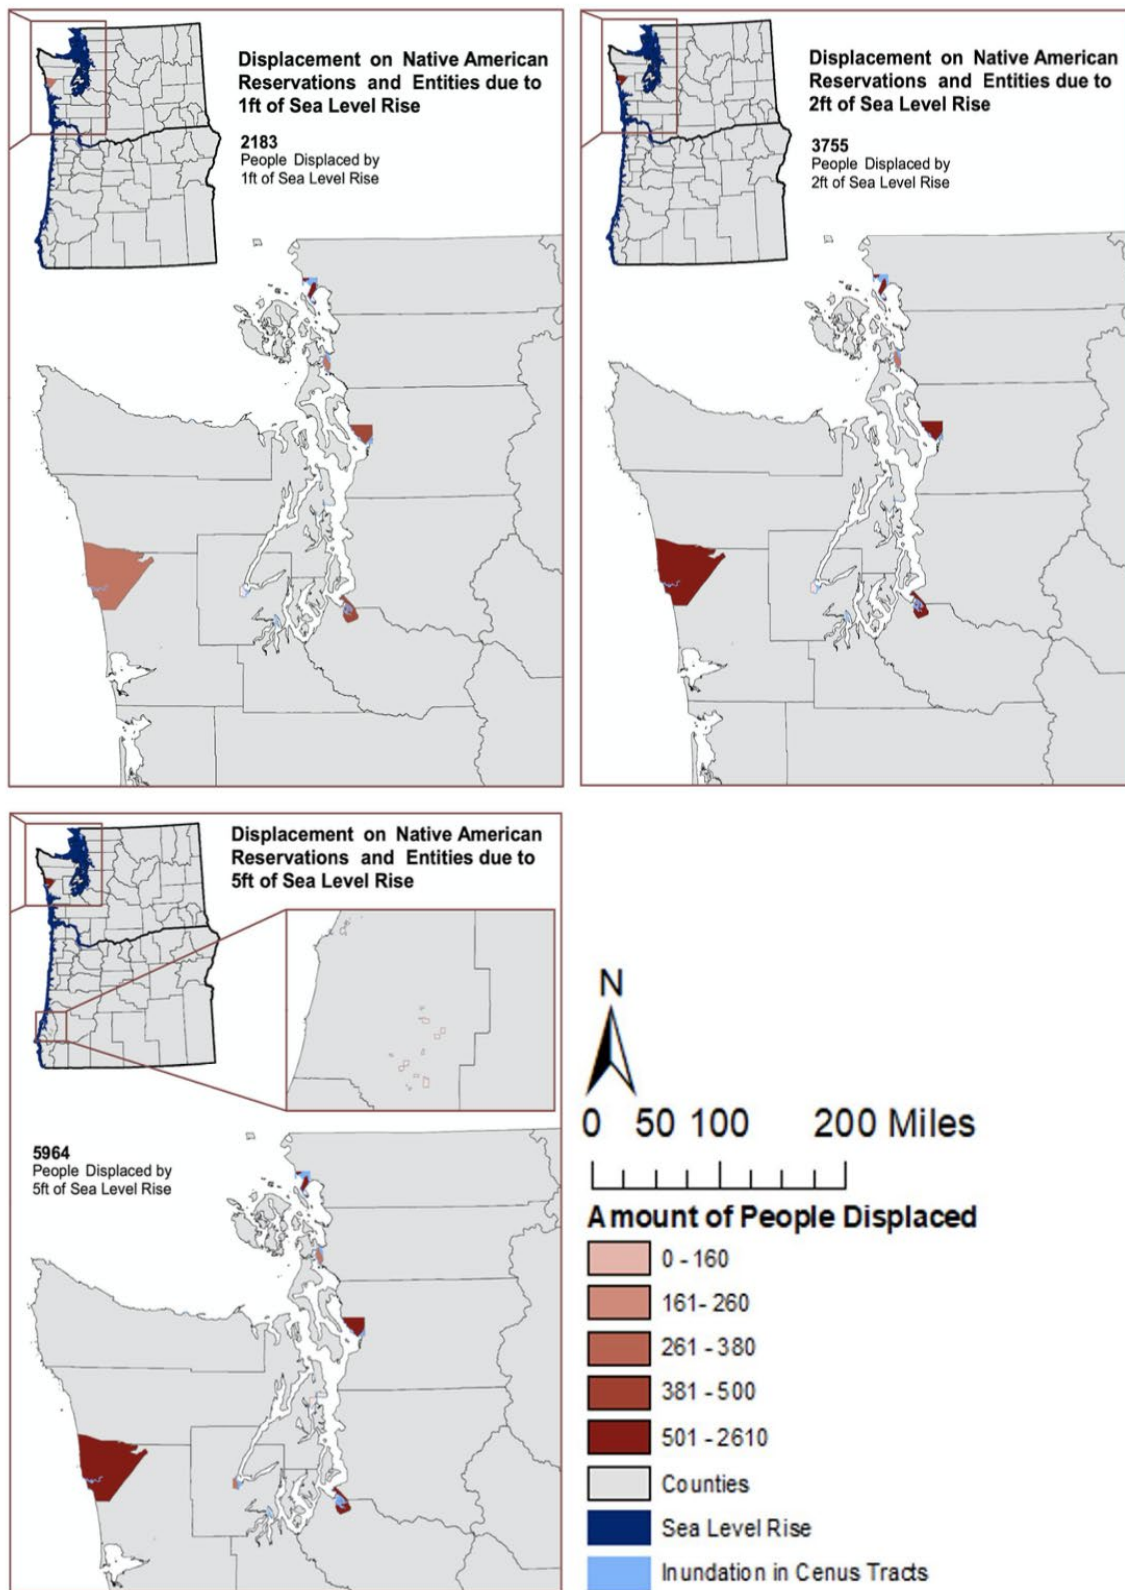 Displacement on Native American
Reservations and Entities due to
1ft of Sea Level Rise
2183
People Displaced by
1ft of Sea Level Rise
Displacement on Native American
Reservations and Entities due to
2ft of Sea Level Rise
3755
People Displaced by
2ft of Sea Level Rise
Displacement on Native American
Reservations and Entities due to
5ft of Sea Level Rise
5964
People Displaced by
5ft of Sea Level Rise
N
0 50 100 200 Miles
Amount of People Displaced
0 - 160
161- 260
261 - 380
381 - 500
501 - 2610
Counties
Sea Level Rise
Inundation in Cenus Tracts